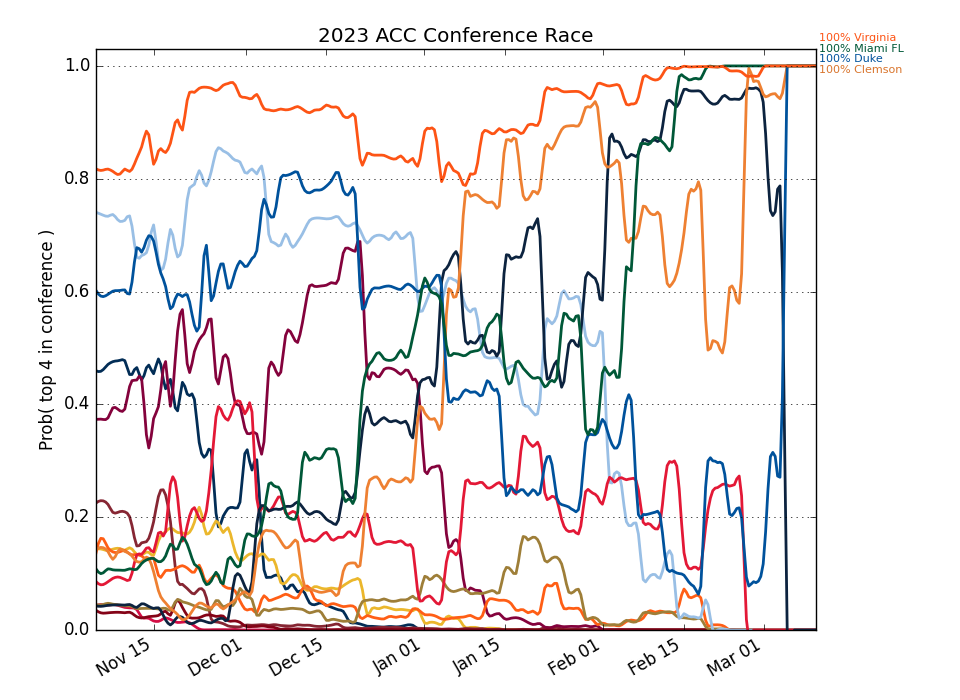 2023 ACC Conference Race
100% Virginia
100% Miami FL
100% Duke
100% Clemson
Prob( top 4 in conference )
1.0
0.8
0.6
0.4
0.2
0.0
Nov 15
Dec 01
Dec 15
Jan 01
Jan 15
Feb 01
Feb 15
Mar 01